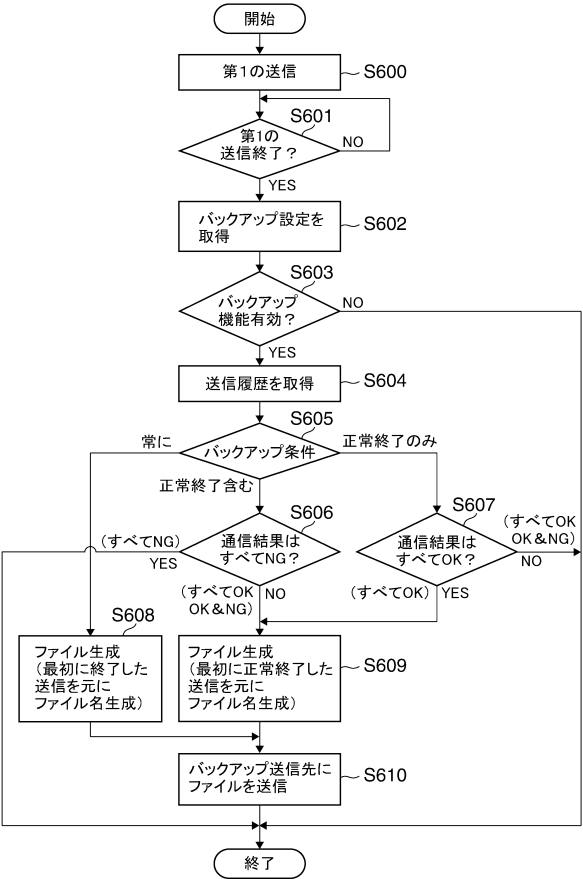 開始
第1の送信
S600
S601
第1の
送信終了？
NO
YES
バックアップ設定を
取得
S602
S603
バックアップ
機能有効？
NO
YES
送信履歴を取得
S604
S605
バックアップ条件
常に
正常終了のみ
正常終了含む
S606
通信結果は
すべてNG？
(すべてNG)
YES
(すべてOK
OK＆NG)
NO
S607
通信結果は
すべてOK？
(すべてOK
OK＆NG)
NO
(すべてOK)
YES
S608
ファイル生成
(最初に終了した
送信を元に
ファイル名生成)
ファイル生成
(最初に正常終了した
送信を元に
ファイル名生成)
S609
バックアップ送信先に
ファイルを送信
S610
終了